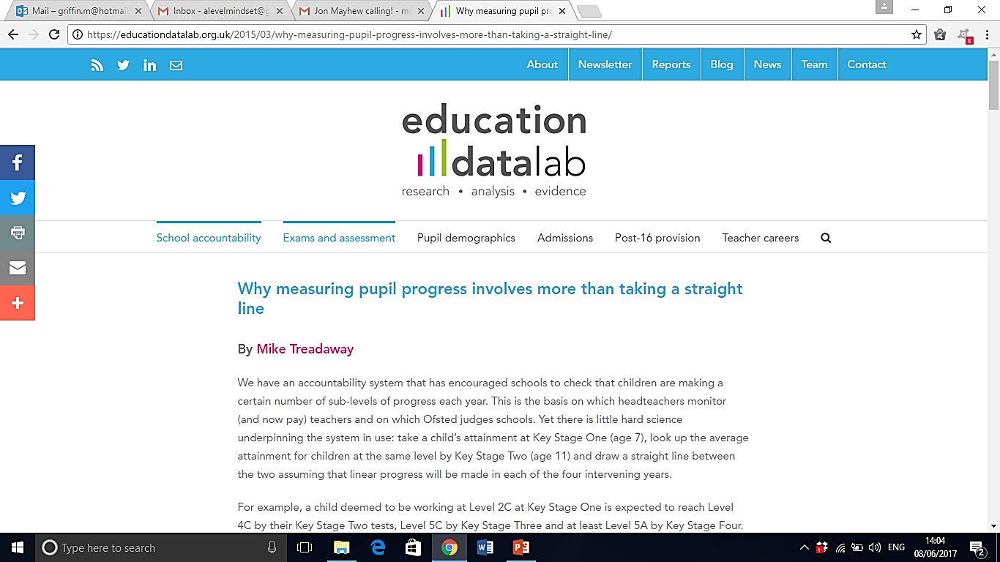 Mail – griffin.m@hotmail
Inbox - alevelmindset@g
Jon Mayhew calling! - m
Why measuring pupil pro
https://educationdatalab.org.uk/2015/03/why-measuring-pupil-progress-involves-more-than-taking-a-straight-line/
5
About
Newsletter
Reports
Blog
News
Team
Contact
education
datalab
research • analysis • evidence
School accountability
Exams and assessment
Pupil demographics
Admissions
Post-16 provision
Teacher careers
Why measuring pupil progress involves more than taking a straight
line
By Mike Treadaway
We have an accountability system that has encouraged schools to check that children are making a
certain number of sub-levels of progress each year. This is the basis on which headteachers monitor
(and now pay) teachers and on which Ofsted judges schools. Yet there is little hard science
underpinning the system in use: take a child’s attainment at Key Stage One (age 7), look up the average
attainment for children at the same level by Key Stage Two (age 11) and draw a straight line between
the two assuming that linear progress will be made in each of the four intervening years.
For example, a child deemed to be working at Level 2C at Key Stage One is expected to reach Level
4C by their Key Stage Two tests, Level 5C by Key Stage Three and at least Level 5A by Key Stage Four.
Type here to search
ENG
14:04
08/06/2017
2